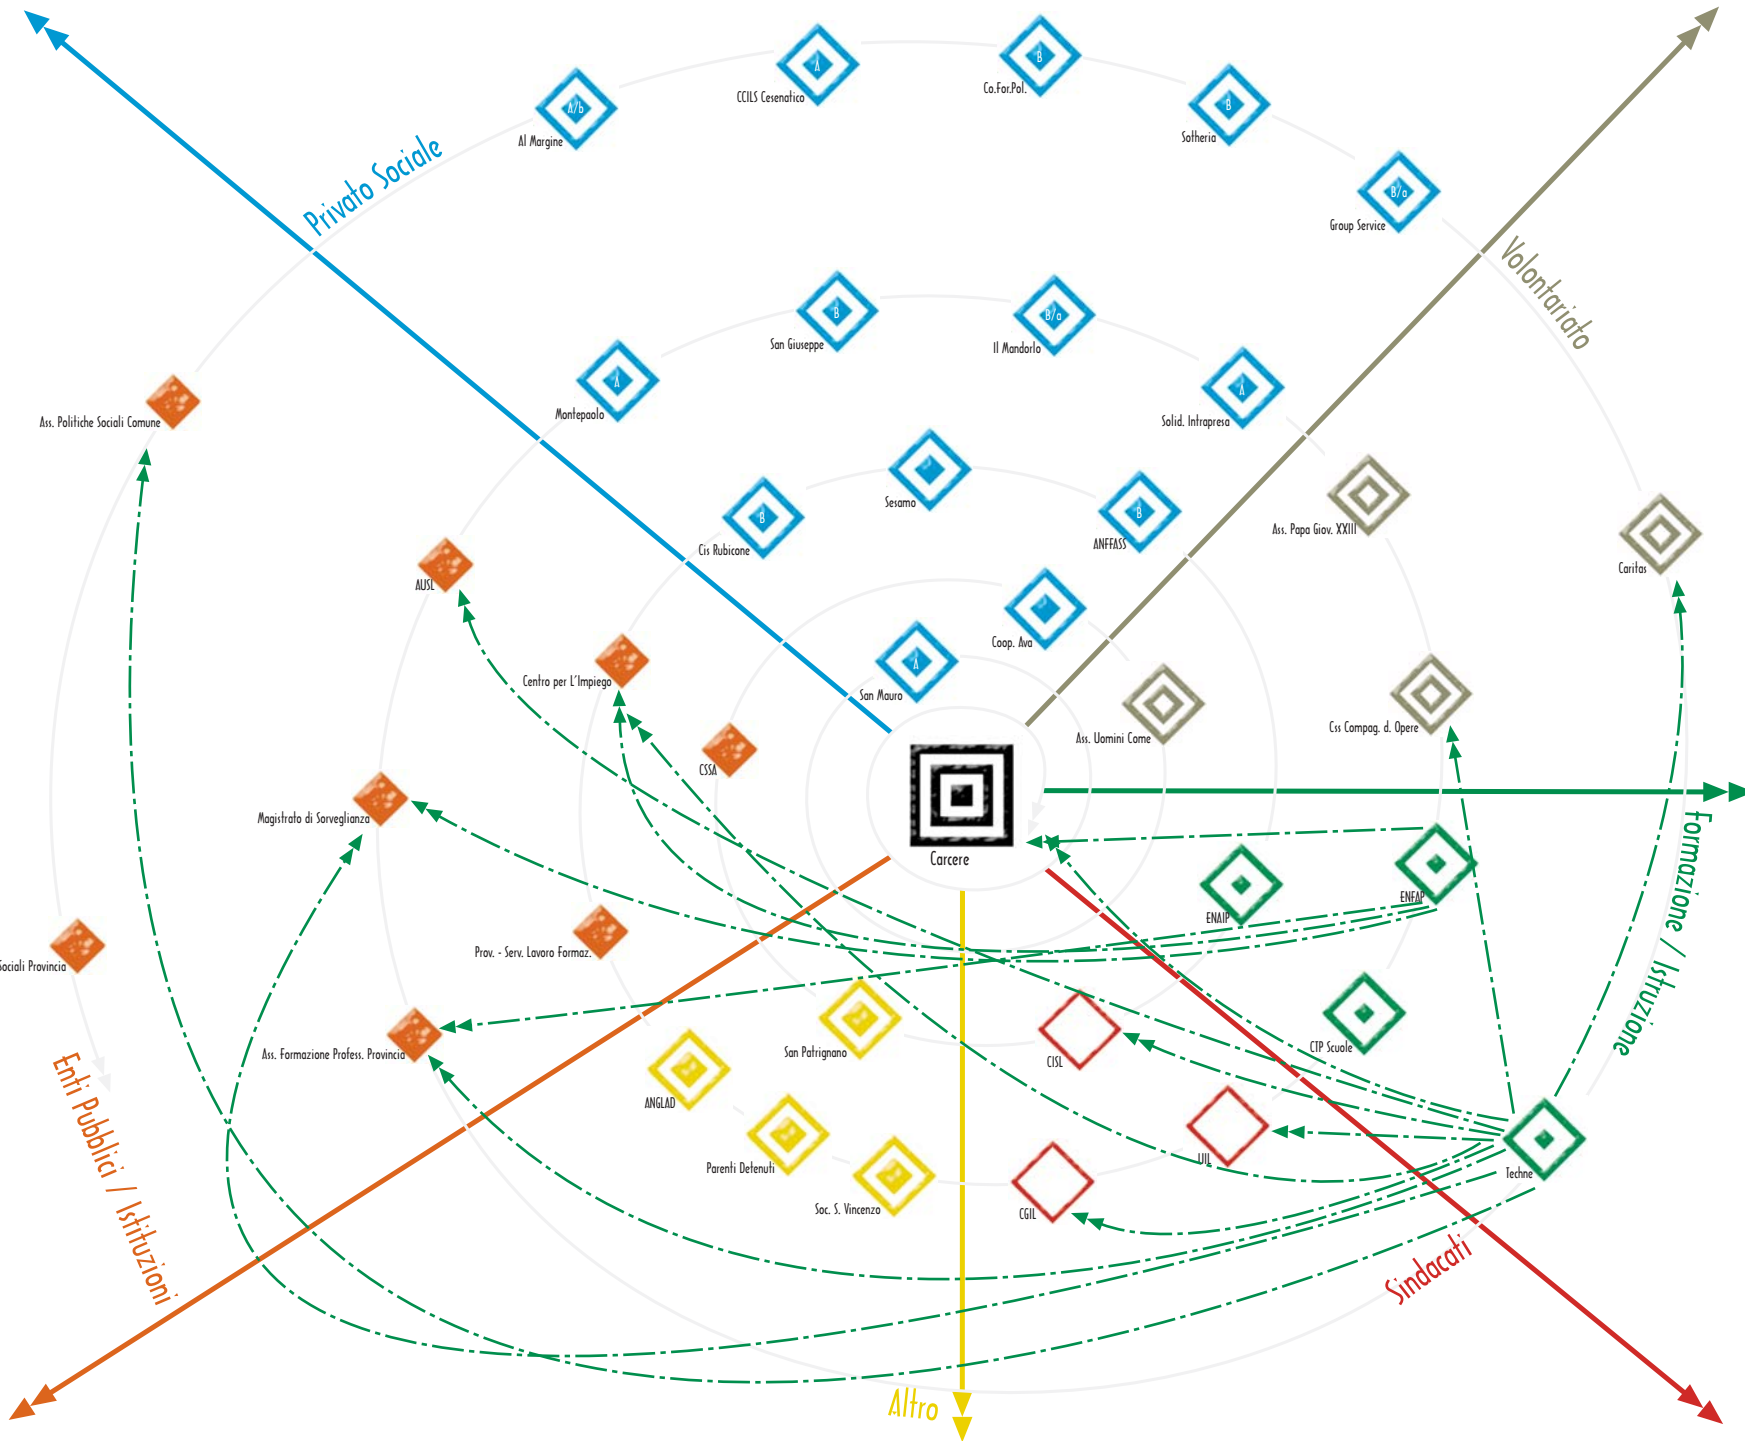 A
CCILS Cesenatico
B
Co.For.Pol.
A/b
Al Margine
B
Sotheria
B/a
Group Service
Privato Sociale
Volontariato
B
San Giuseppe
B/a
Il Mandorlo
A
Montepaolo
A
Solid. Intrapresa
Ass. Politiche Sociali Comune
Sesamo
B
Cis Rubicone
B
ANFFASS
Ass. Papa Giov. XXIII
Caritas
AUSL
Coop. Ava
Centro per L'Impiego
A
San Mauro
Ass. Uomini Come
Css Compag. d. Opere
CSSA
Magistrato di Sorveglianza
Carcere
ENAIP
ENFAP
Formazione / Istruzione
Prov. - Serv. Lavoro Formaz.
Sociali Provincia
Ass. Formazione Profess. Provincia
San Patrignano
CISL
CTP Scuole
ANGLAD
Enti Pubblici / Istituzioni
Parenti Detenuti
UIL
Techne
Soc. S. Vincenzo
CGIL
Sindacati
Altro